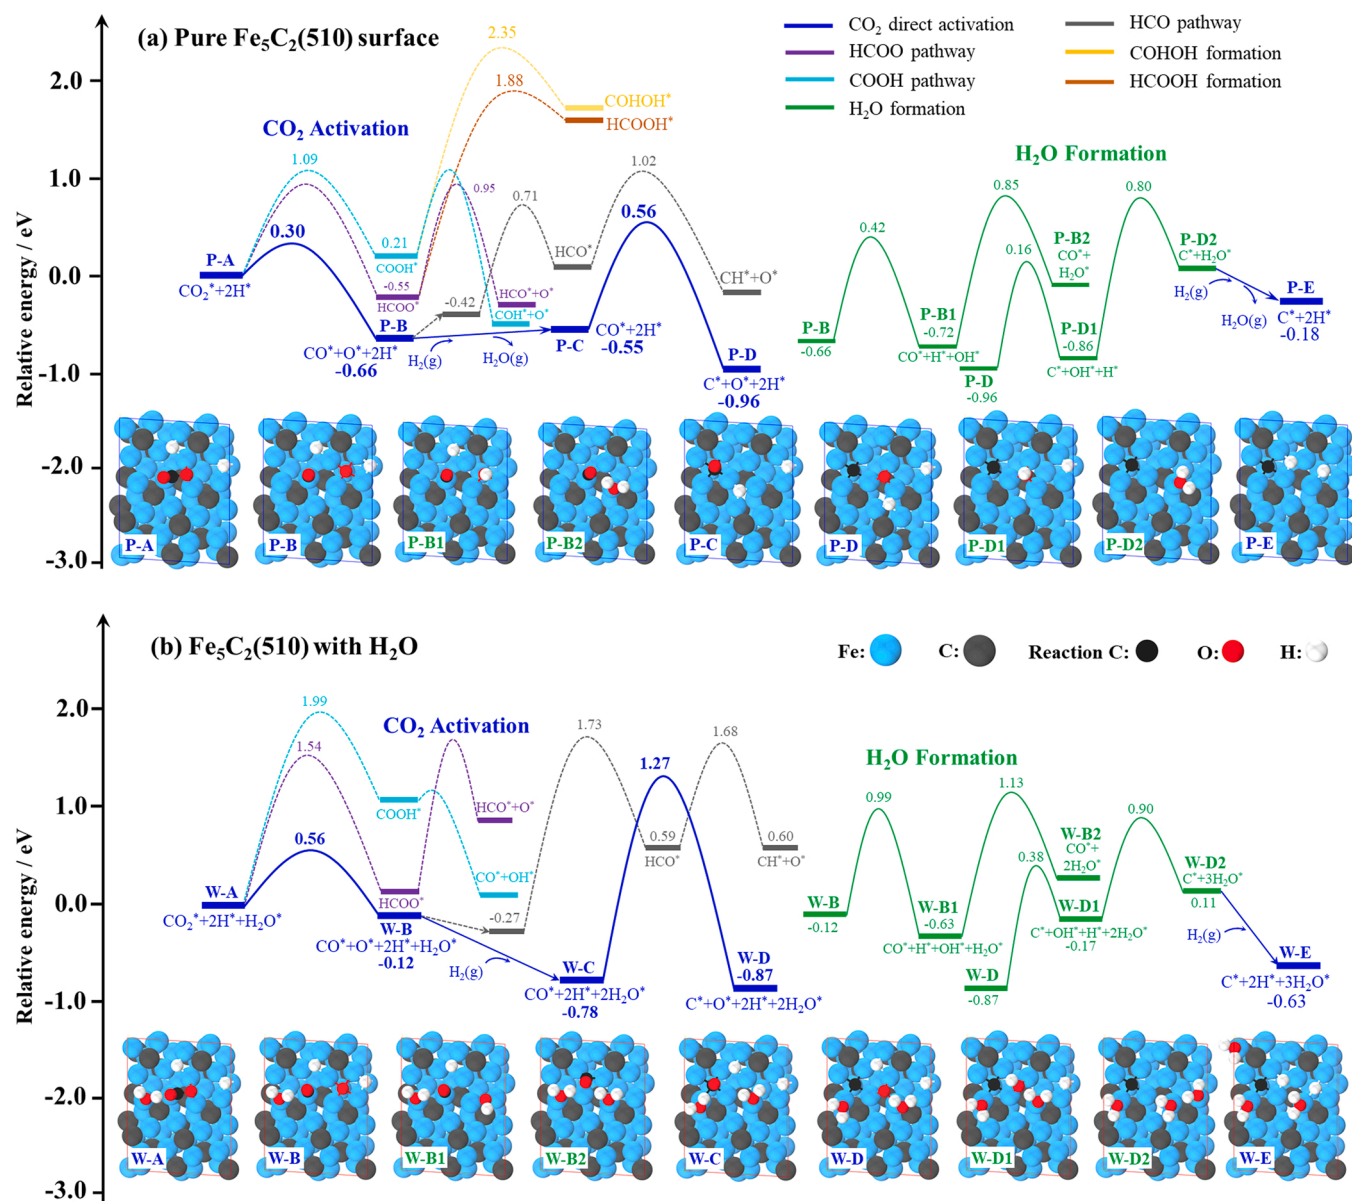 (a) Pure Fe5C2(510) surface
CO2 direct activation
HCOO pathway
COOH pathway
H2O formation
HCO pathway
COHOH formation
HCOOH formation
Relative energy / eV
2.0
1.0
0.0
-1.0
-2.0
-3.0
CO2 Activation
2.35
1.88
COHOH*
HCOOH*
1.09
0.30
P-A
CO2*+2H*
0.21
COOH*
-0.55
HCOO*
P-B
CO*+O*+2H*
-0.66
-0.42
H2(g)
H2O(g)
0.95
0.71
HCO*
HCO*+O*
COH*+O*
P-C
CO*+2H*
-0.55
0.56
1.02
CH*+O*
P-D
C*+O*+2H*
-0.96
H2O Formation
0.42
P-B
-0.66
P-B1
-0.72
CO*+H*+OH*
P-D
-0.96
0.85
0.16
P-B2
CO*+
H2O*
P-D1
-0.86
C*+OH*+H*
0.80
P-D2
C*+H2O*
H2(g)
H2O(g)
P-E
C*+2H*
-0.18
P-A
P-B
P-B1
P-B2
P-C
P-D
P-D1
P-D2
P-E
(b) Fe5C2(510) with H2O
Fe:
C:
Reaction C:
O:
H:
Relative energy / eV
2.0
1.0
0.0
-1.0
-2.0
-3.0
CO2 Activation
1.99
1.54
0.56
W-A
CO2*+2H*+H2O*
COOH*
HCOO*
W-B
CO*+O*+2H*+H2O*
-0.12
HCO*+O*
CO*+OH*
-0.27
H2(g)
W-C
CO*+2H*+2H2O*
-0.78
1.73
0.59
HCO*
1.27
1.68
0.60
CH*+O*
W-D
-0.87
C*+O*+2H*+2H2O*
H2O Formation
0.99
W-B
-0.12
W-B1
-0.63
CO*+H*+OH*+H2O*
W-D
-0.87
1.13
0.38
W-B2
CO*+
2H2O*
W-D1
C*+OH*+H*+2H2O*
-0.17
0.90
W-D2
C*+3H2O*
0.11
H2(g)
W-E
C*+2H*+3H2O*
-0.63
W-A
W-B
W-B1
W-B2
W-C
W-D
W-D1
W-D2
W-E